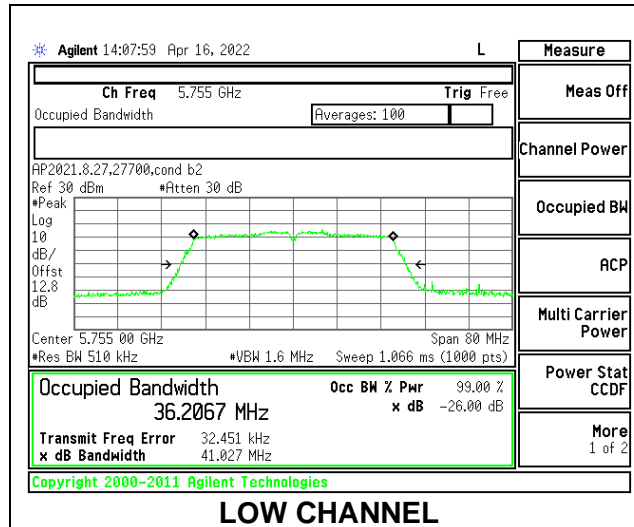 Agilent 14:07:59 Apr 16, 2022 L
Measure
Ch Freq 5.755 GHz Trig Free
Occupied Bandwidth Averages: 100
AP2021.8.27,27700,cond b2
Ref 30 dBm #Atten 30 dB
#Peak
Log
10
dB/
Offst
12.8
dB
Center 5.755 00 GHz Span 80 MHz
#Res BW 510 kHz #VBW 1.6 MHz Sweep 1.066 ms (1000 pts)
Occupied Bandwidth Occ BW % Pwr 99.00 %
36.2067 MHz x dB -26.00 dB
Transmit Freq Error 32.451 kHz
x dB Bandwidth 41.027 MHz
Copyright 2000-2011 Agilent Technologies
Meas Off
Channel Power
Occupied BW
ACP
Multi Carrier
Power
Power Stat
CCDF
More
1 of 2
LOW CHANNEL